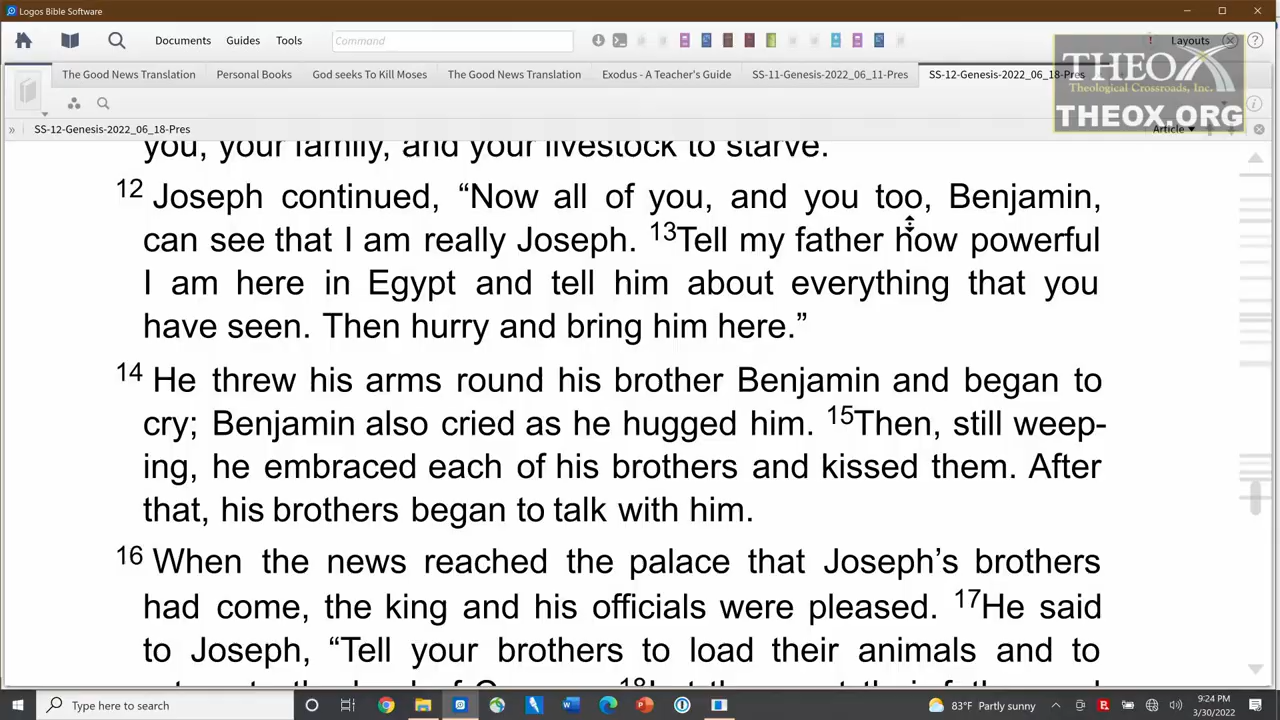 Logos Bible Software
Documents Guides Tools Command Layouts
The Good News Translation Personal Books God seeks To Kill Moses The Good News Translation Exodus - A Teacher's Guide SS-11-Genesis-2022_06_11-Pres SS-12-Genesis-2022_06_18-Pres
THEOX
Theological Crossroads, Inc.
THEOX.ORG
SS-12-Genesis-2022_06_18-Pres Article
you, your family, and your livestock to starve.
12 Joseph continued, “Now all of you, and you too, Benjamin,
can see that I am really Joseph. 13Tell my father how powerful
I am here in Egypt and tell him about everything that you
have seen. Then hurry and bring him here.”
14 He threw his arms round his brother Benjamin and began to
cry; Benjamin also cried as he hugged him. 15Then, still weep-
ing, he embraced each of his brothers and kissed them. After
that, his brothers began to talk with him.
16 When the news reached the palace that Joseph’s brothers
had come, the king and his officials were pleased. 17He said
to Joseph, “Tell your brothers to load their animals and to
Type here to search 83°F Partly sunny 9:24 PM
3/30/2022